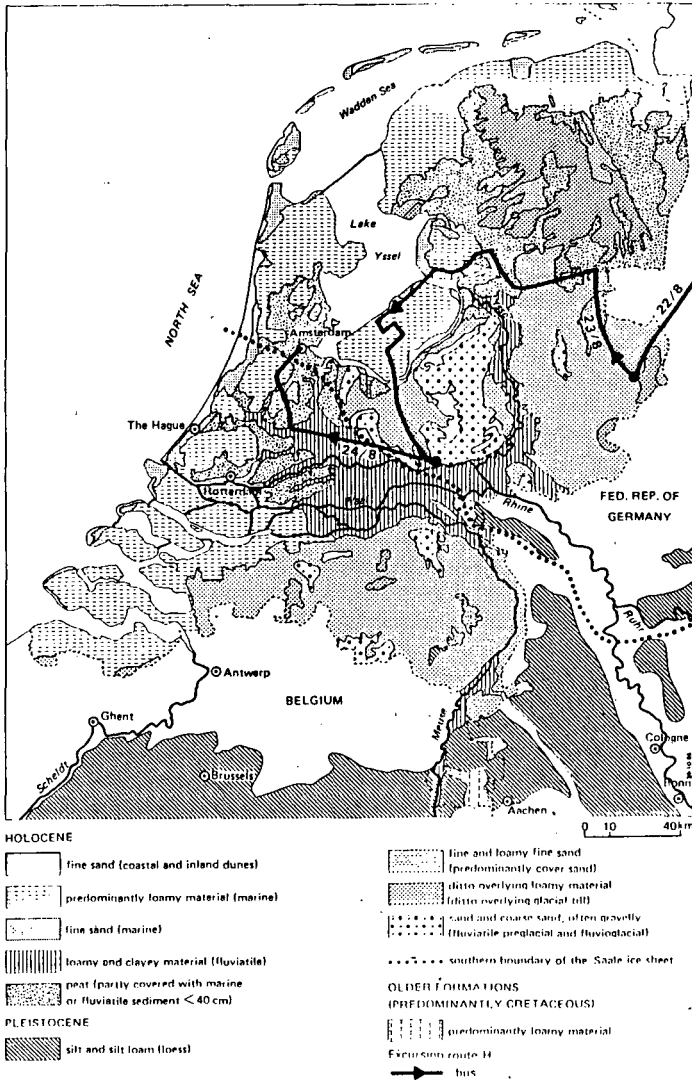 Wadden Sea
Lake
Yssel
NORTH SEA
Amsterdam
22/8
23/8
The Hague
24/8
Rhine
FED. REP. OF
GERMANY
Ruhr
Antwerp
BELGIUM
Ghent
Meuse
Scheldt
Brussels
Cologne
Aachen
0 10 40km
HOLOCENE
fine sand (coastal and inland dunes)
predominantly loamy material (marine)
fine sand (marine)
loamy and clayey material (fluviatile)
peat (partly covered with marine
or fluviatile sediment < 40 cm)
PLEISTOCENE
silt and silt loam (loess)
fine and loamy fine sand
(predominantly cover sand)
ditto overlying loamy material
(ditto overlying glacial till)
sand and coarse sand, often gravelly
(fluviatile preglacial and fluvioglacial)
southern boundary of the Saale ice sheet
OLDER FORMATIONS
(PREDOMINANTLY CRETACEOUS)
predominantly loamy material
Excursion route H
bus